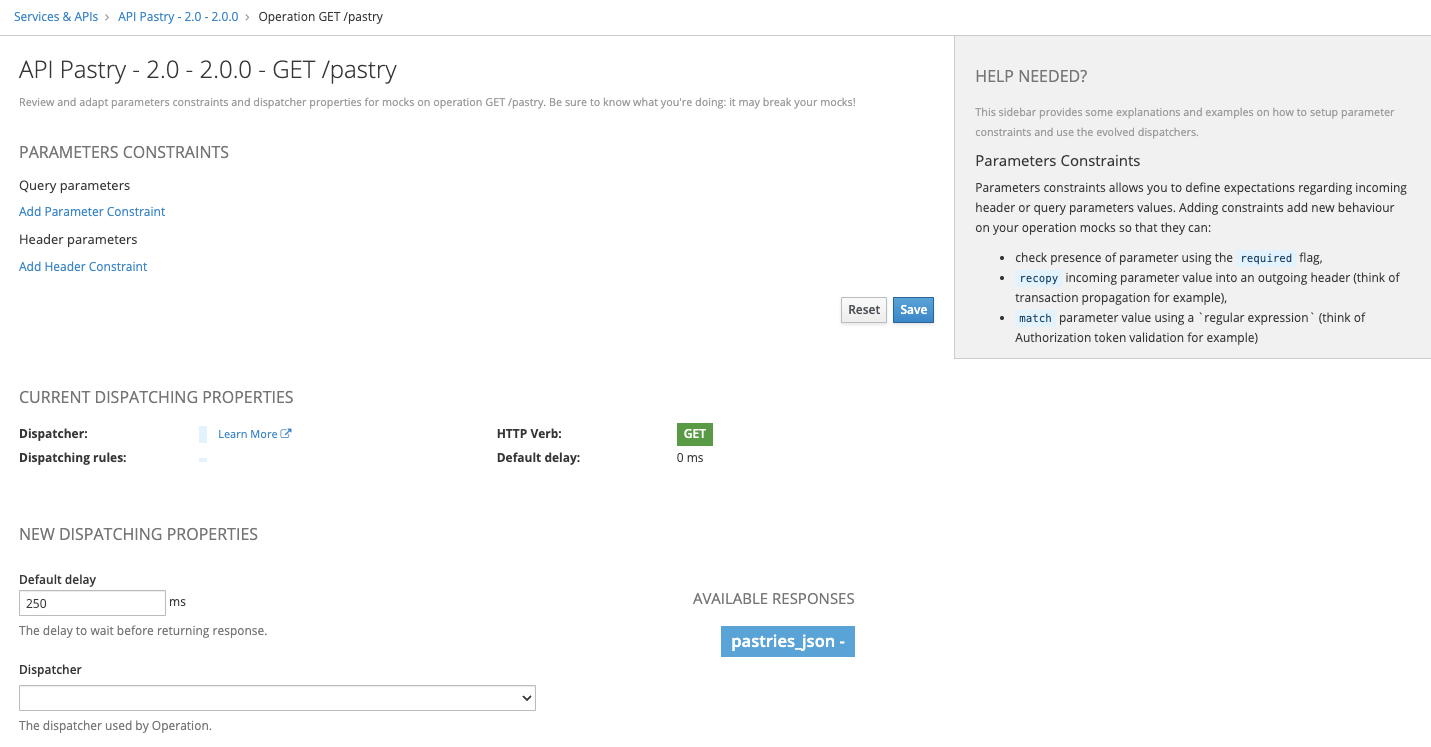 Services & APIs › API Pastry - 2.0 - 2.0.0 › Operation GET /pastry
API Pastry - 2.0 - 2.0.0 - GET /pastry
Review and adapt parameters constraints and dispatcher properties for mocks on operation GET /pastry. Be sure to know what you're doing: it may break your mocks!
PARAMETERS CONSTRAINTS
Query parameters
Add Parameter Constraint
Header parameters
Add Header Constraint
Reset Save
HELP NEEDED?
This sidebar provides some explanations and examples on how to setup parameter
constraints and use the evolved dispatchers.
Parameters Constraints
Parameters constraints allows you to define expectations regarding incoming
header or query parameters values. Adding constraints add new behaviour
on your operation mocks so that they can:
• check presence of parameter using the required flag,
• recopy incoming parameter value into an outgoing header (think of
transaction propagation for example),
• match parameter value using a `regular expression` (think of
Authorization token validation for example)
CURRENT DISPATCHING PROPERTIES
Dispatcher: Learn More HTTP Verb: GET
Dispatching rules: Default delay: 0 ms
NEW DISPATCHING PROPERTIES
Default delay
250 ms
The delay to wait before returning response.
Dispatcher
The dispatcher used by Operation.
AVAILABLE RESPONSES
pastries_json -